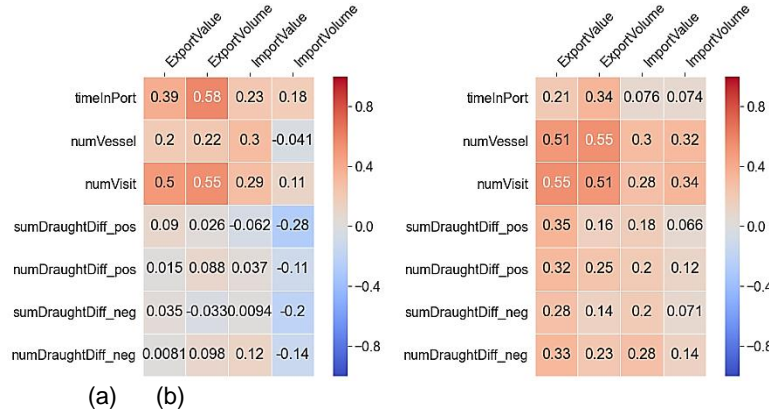 ExportValue ExportVolume ImportValue ImportVolume
timeInPort 0.39 0.58 0.23 0.18 0.8
numVessel 0.2 0.22 0.3 -0.041 0.4
numVisit 0.5 0.55 0.29 0.11
sumDraughtDiff_pos 0.09 0.026 -0.062 -0.28 0.0
numDraughtDiff_pos 0.015 0.088 0.037 -0.11 −0.4
sumDraughtDiff_neg 0.035 -0.033 0.0094 -0.2
numDraughtDiff_neg 0.0081 0.098 0.12 -0.14 −0.8
ExportValue ExportVolume ImportValue ImportVolume
timeInPort 0.21 0.34 0.076 0.074 0.8
numVessel 0.51 0.55 0.3 0.32 0.4
numVisit 0.55 0.51 0.28 0.34
sumDraughtDiff_pos 0.35 0.16 0.18 0.066 0.0
numDraughtDiff_pos 0.32 0.25 0.2 0.12 −0.4
sumDraughtDiff_neg 0.28 0.14 0.2 0.071
numDraughtDiff_neg 0.33 0.23 0.28 0.14 −0.8
(a) (b)